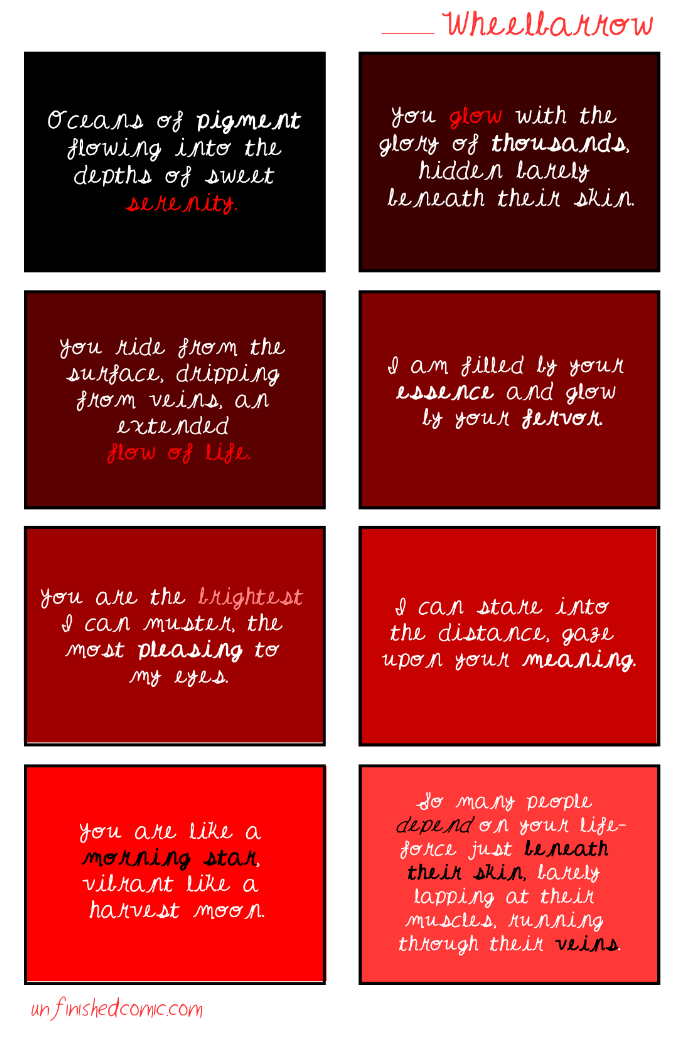 ____ Wheelbarrow
Oceans of pigment
flowing into the
depths of sweet
serenity.
You glow with the
glory of thousands,
hidden barely
beneath their skin.
You ride from the
surface, dripping
from veins, an
extended
flow of life.
I am filled by your
essence and glow
by your fervor.
You are the brightest
I can muster, the
most pleasing to
my eyes.
I can stare into
the distance, gaze
upon your meaning.
You are like a
morning star,
vibrant like a
harvest moon.
So many people
depend on your life-
force just beneath
their skin, barely
lapping at their
muscles, running
through their veins.
unfinishedcomic.com